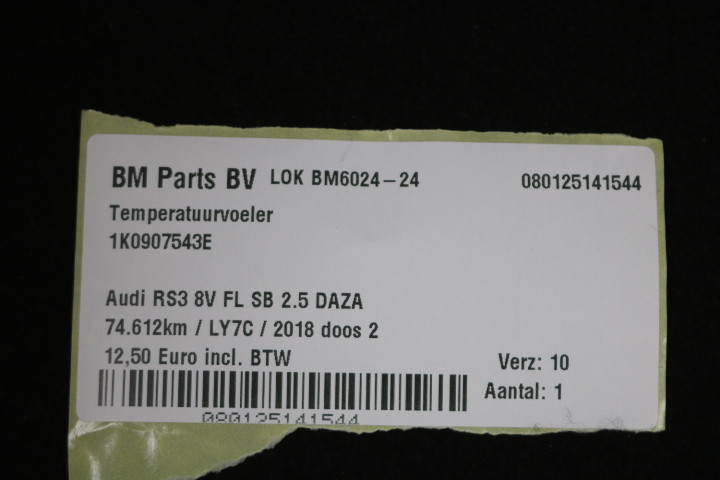 BM Parts BV LOK BM6024-24 080125141544
Temperatuurvoeler
1K0907543E
Audi RS3 8V FL SB 2.5 DAZA
74.612km / LY7C / 2018 doos 2
12,50 Euro incl. BTW Verz: 10
Aantal: 1
080125141544